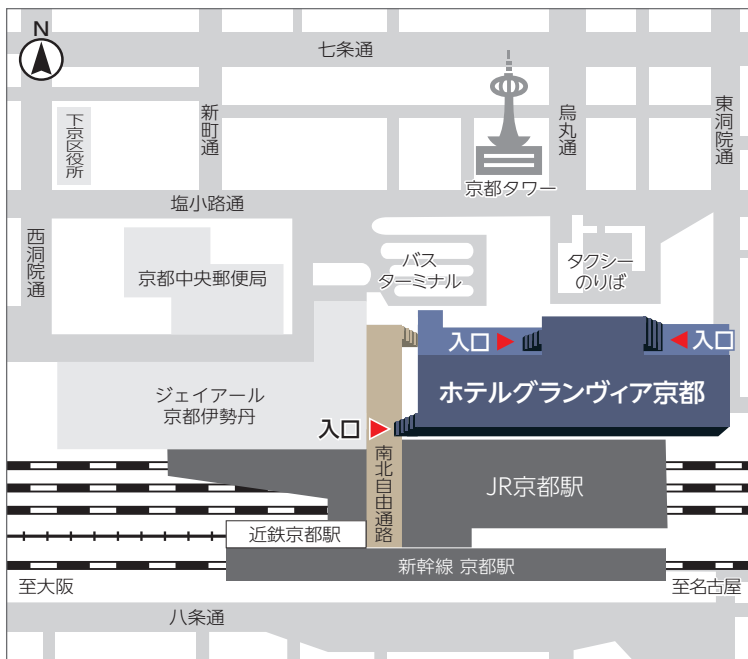 N
七条通
下京区役所
新町通
烏丸通
東洞院通
京都タワー
塩小路通
西洞院通
京都中央郵便局
バス
ターミナル
タクシー
のりば
入口
入口
ホテルグランヴィア京都
ジェイアール
京都伊勢丹
入口
南北自由通路
JR京都駅
近鉄京都駅
新幹線 京都駅
至大阪
至名古屋
八条通